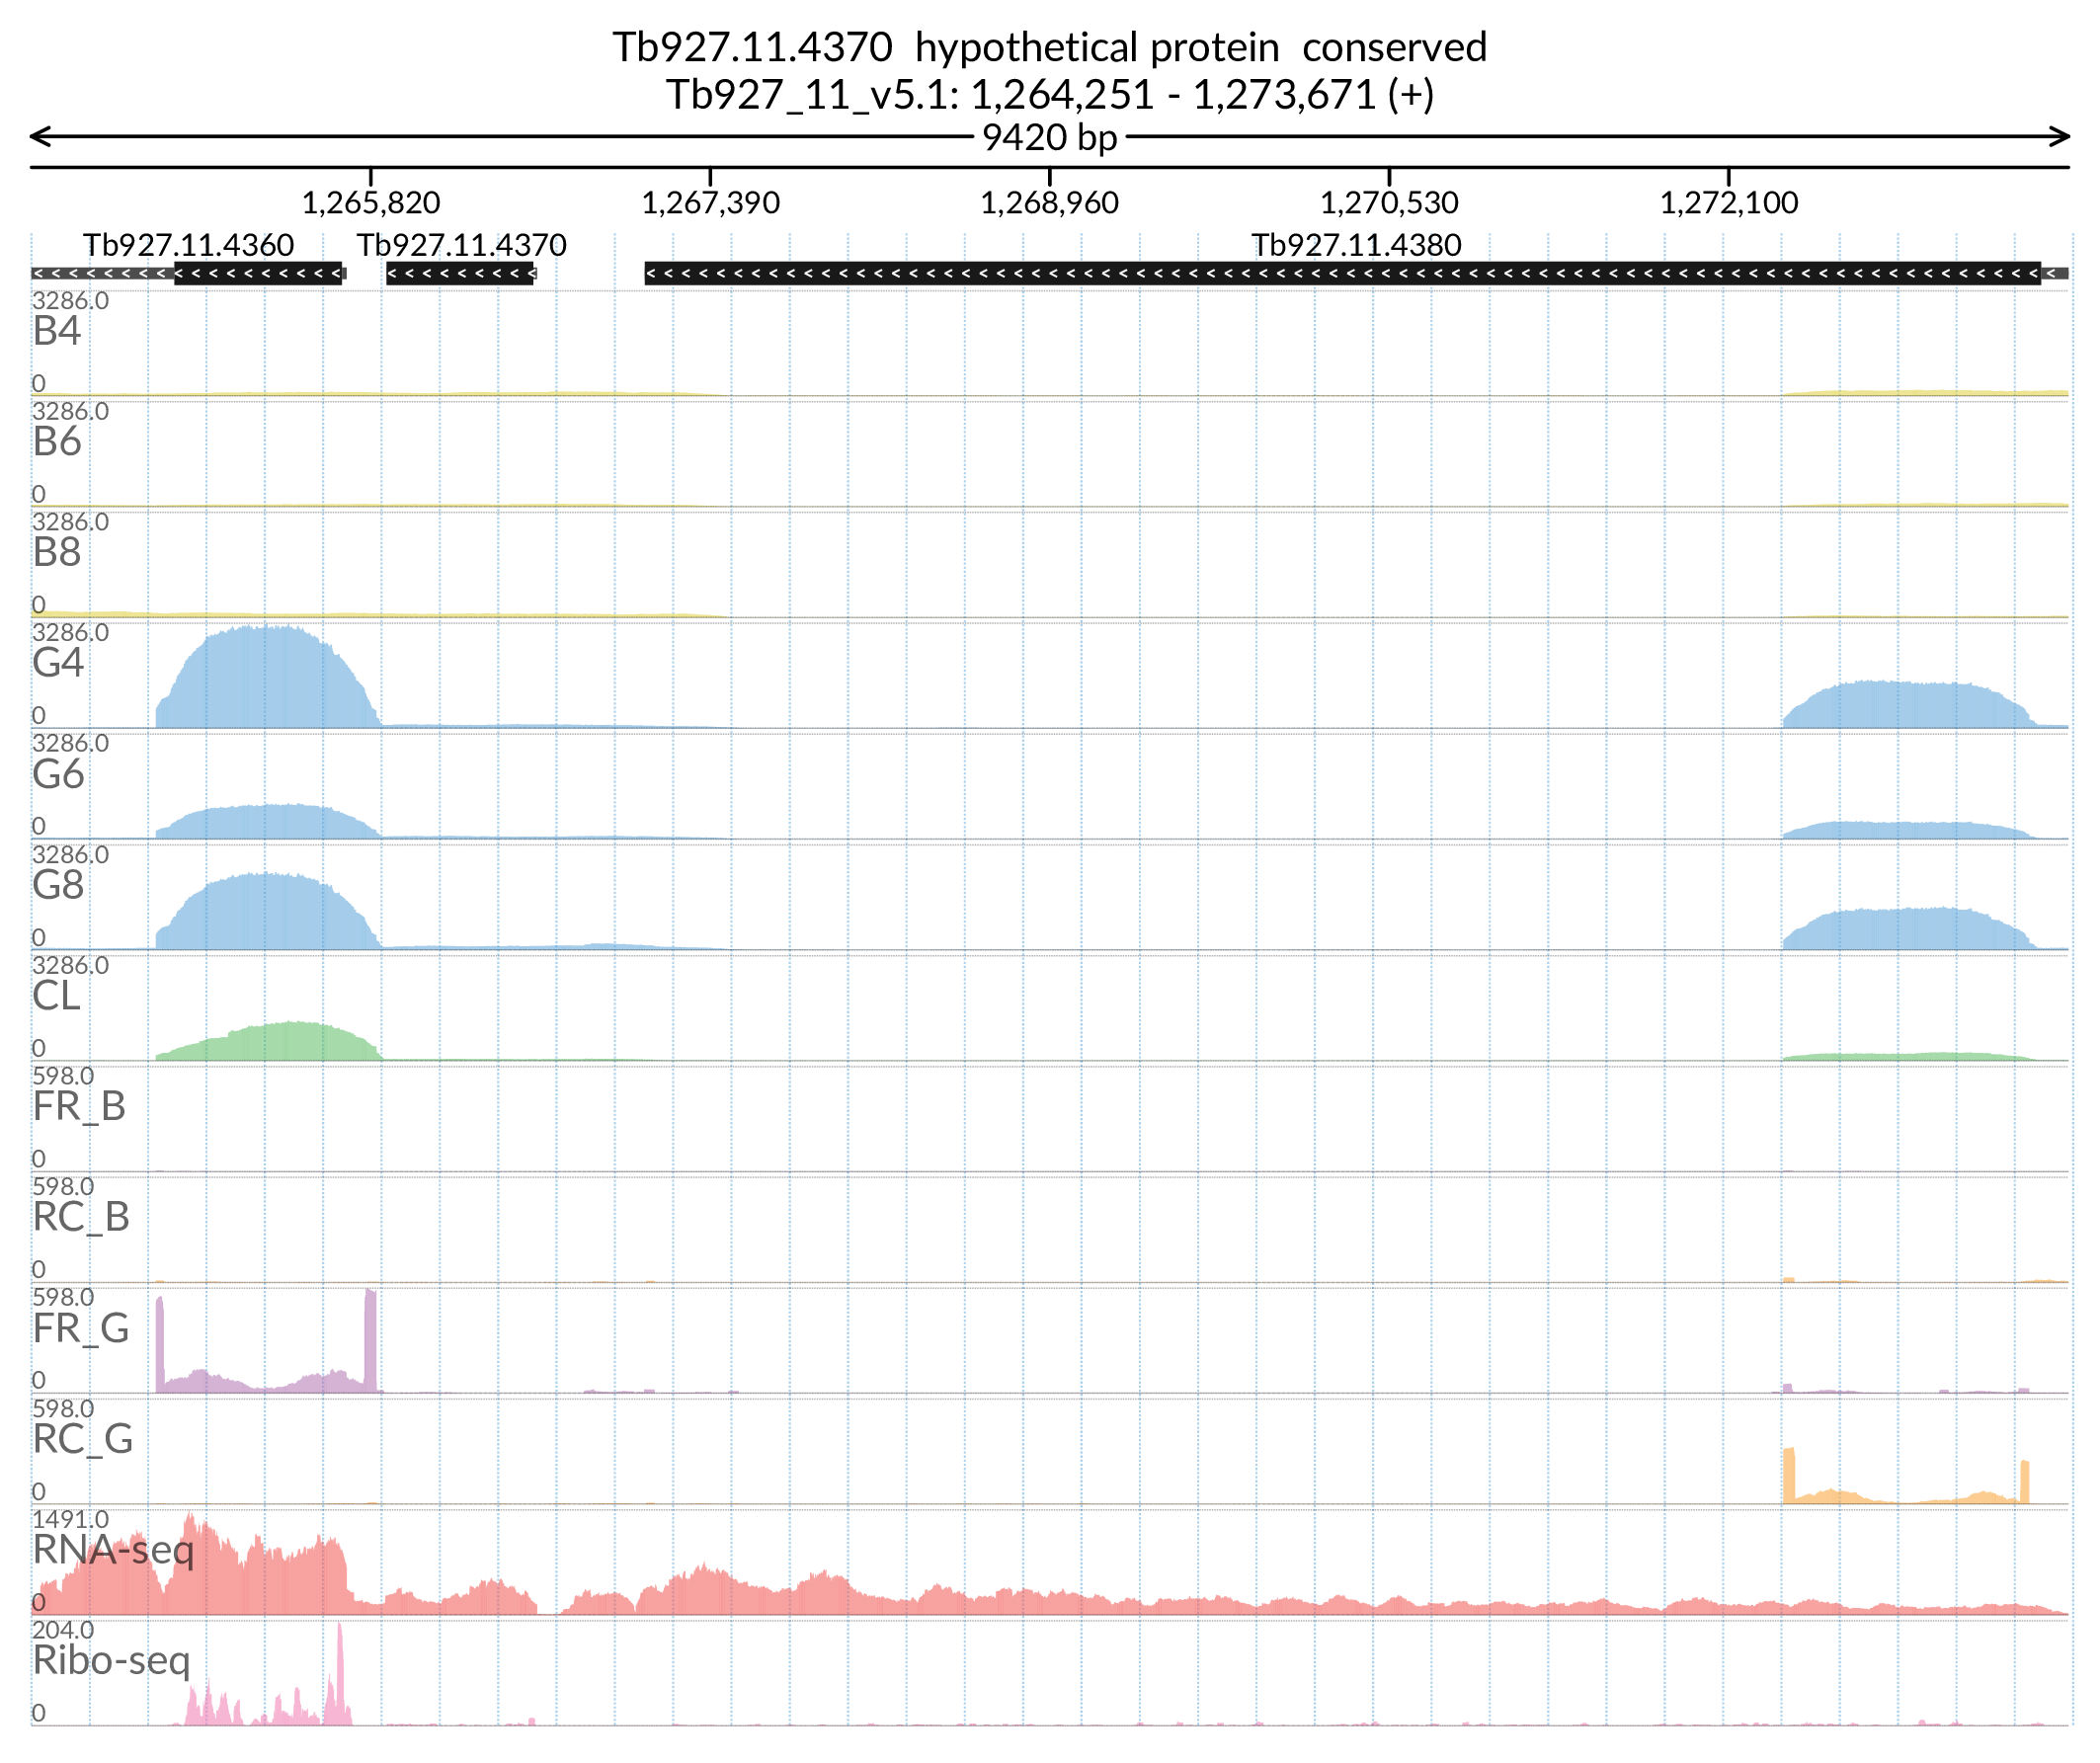 Tb927.11.4370 hypothetical protein conserved
Tb927_11_v5.1: 1,264,251 - 1,273,671 (+)
9420 bp
1,265,820 1,267,390 1,268,960 1,270,530 1,272,100
Tb927.11.4360 Tb927.11.4370 Tb927.11.4380
3286.0
B4
0
3286.0
B6
0
3286.0
B8
0
3286.0
G4
0
3286.0
G6
0
3286.0
G8
0
3286.0
CL
0
598.0
FR_B
0
598.0
RC_B
0
598.0
FR_G
0
598.0
RC_G
0
1491.0
RNA-seq
0
204.0
Ribo-seq
0